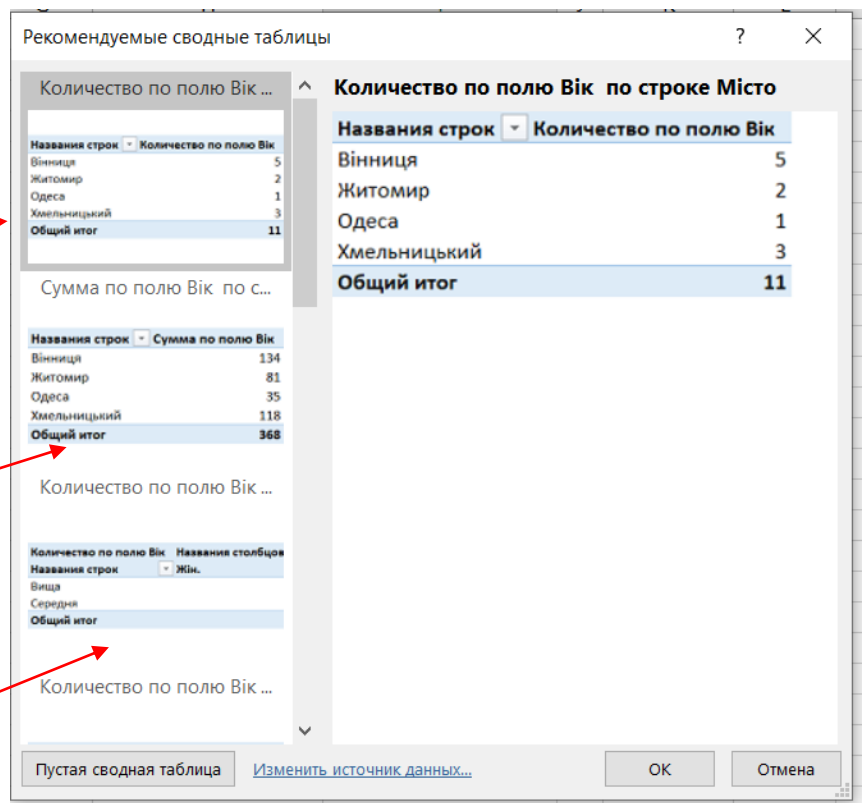 Рекомендуемые сводные таблицы
Количество по полю Вік ...
Названия строк Количество по полю Вік
Вінниця 5
Житомир 2
Одеса 1
Хмельницький 3
Общий итог 11
Сумма по полю Вік по с...
Названия строк Сумма по полю Вік
Вінниця 134
Житомир 81
Одеса 35
Хмельницький 118
Общий итог 368
Количество по полю Вік ...
Количество по полю Вік Названия столбцов
Названия строк Жін.
Вища
Середня
Общий итог
Количество по полю Вік ...
Количество по полю Вік по строке Місто
Названия строк Количество по полю Вік
Вінниця 5
Житомир 2
Одеса 1
Хмельницький 3
Общий итог 11
Пустая сводная таблица Изменить источник данных... ОК Отмена